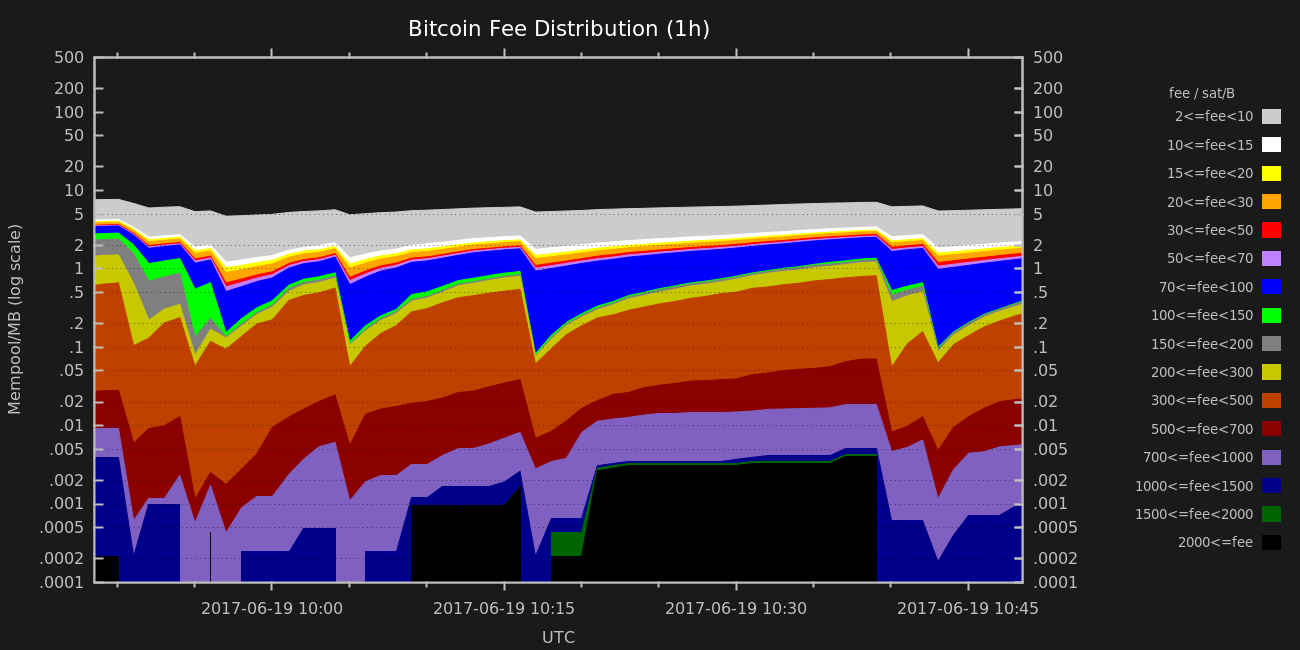 Bitcoin Fee Distribution (1h)
500 500
200 200
100 100
50 50
20 20
10 10
5 5
2 2
1 1
.5 .5
.2 .2
.1 .1
.05 .05
.02 .02
.01 .01
.005 .005
.002 .002
.001 .001
.0005 .0005
.0002 .0002
.0001 .0001
Mempool/MB (log scale)
2017-06-19 10:00 2017-06-19 10:15 2017-06-19 10:30 2017-06-19 10:45
UTC
fee / sat/B
2<=fee<10
10<=fee<15
15<=fee<20
20<=fee<30
30<=fee<50
50<=fee<70
70<=fee<100
100<=fee<150
150<=fee<200
200<=fee<300
300<=fee<500
500<=fee<700
700<=fee<1000
1000<=fee<1500
1500<=fee<2000
2000<=fee